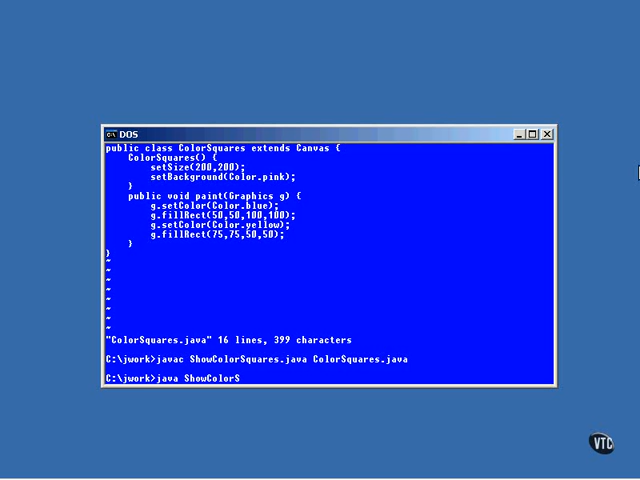 DOS
public class ColorSquares extends Canvas {
ColorSquares() {
setSize(200,200);
setBackground(Color.pink);
}
public void paint(Graphics g) {
g.setColor(Color.blue);
g.fillRect(50,50,100,100);
g.setColor(Color.yellow);
g.fillRect(75,75,50,50);
}
}
~
~
~
~
~
~
~
~
"ColorSquares.java" 16 lines, 399 characters
C:\jwork>javac ShowColorSquares.java ColorSquares.java
C:\jwork>java ShowColorS
VTC